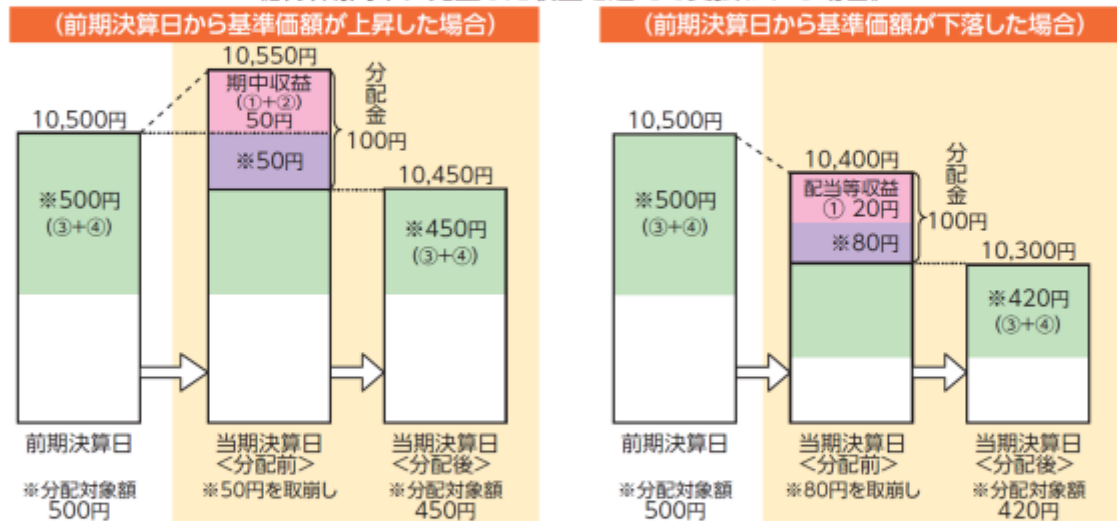 (前期決算日から基準価額が上昇した場合)
10,550円
期中収益
(①+②)
50円
分配金
100円
10,500円
※50円
10,450円
※500円
(③+④)
※450円
(③+④)
前期決算日
当期決算日
<分配前>
当期決算日
<分配後>
※分配対象額
500円
※50円を取崩し
※分配対象額
450円
(前期決算日から基準価額が下落した場合)
10,500円
10,400円
配当等収益
① 20円
分配金
100円
※80円
10,300円
※500円
(③+④)
※420円
(③+④)
前期決算日
当期決算日
<分配前>
当期決算日
<分配後>
※分配対象額
500円
※80円を取崩し
※分配対象額
420円